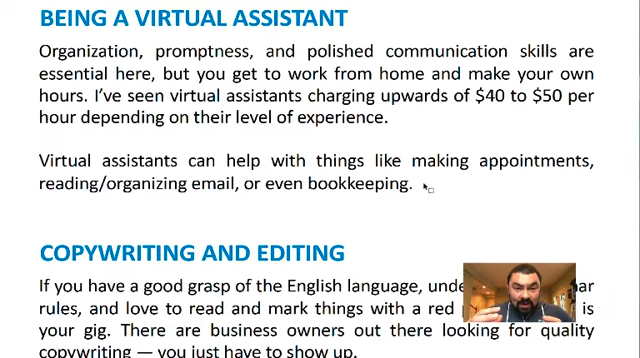 BEING A VIRTUAL ASSISTANT
Organization, promptness, and polished communication skills are
essential here, but you get to work from home and make your own
hours. I've seen virtual assistants charging upwards of $40 to $50 per
hour depending on their level of experience.
Virtual assistants can help with things like making appointments,
reading/organizing email, or even bookkeeping.
COPYWRITING AND EDITING
If you have a good grasp of the English language,
rules, and love to read and mark things with a red is
your gig. There are business owners out there looking for quality
copywriting — you just have to show up.